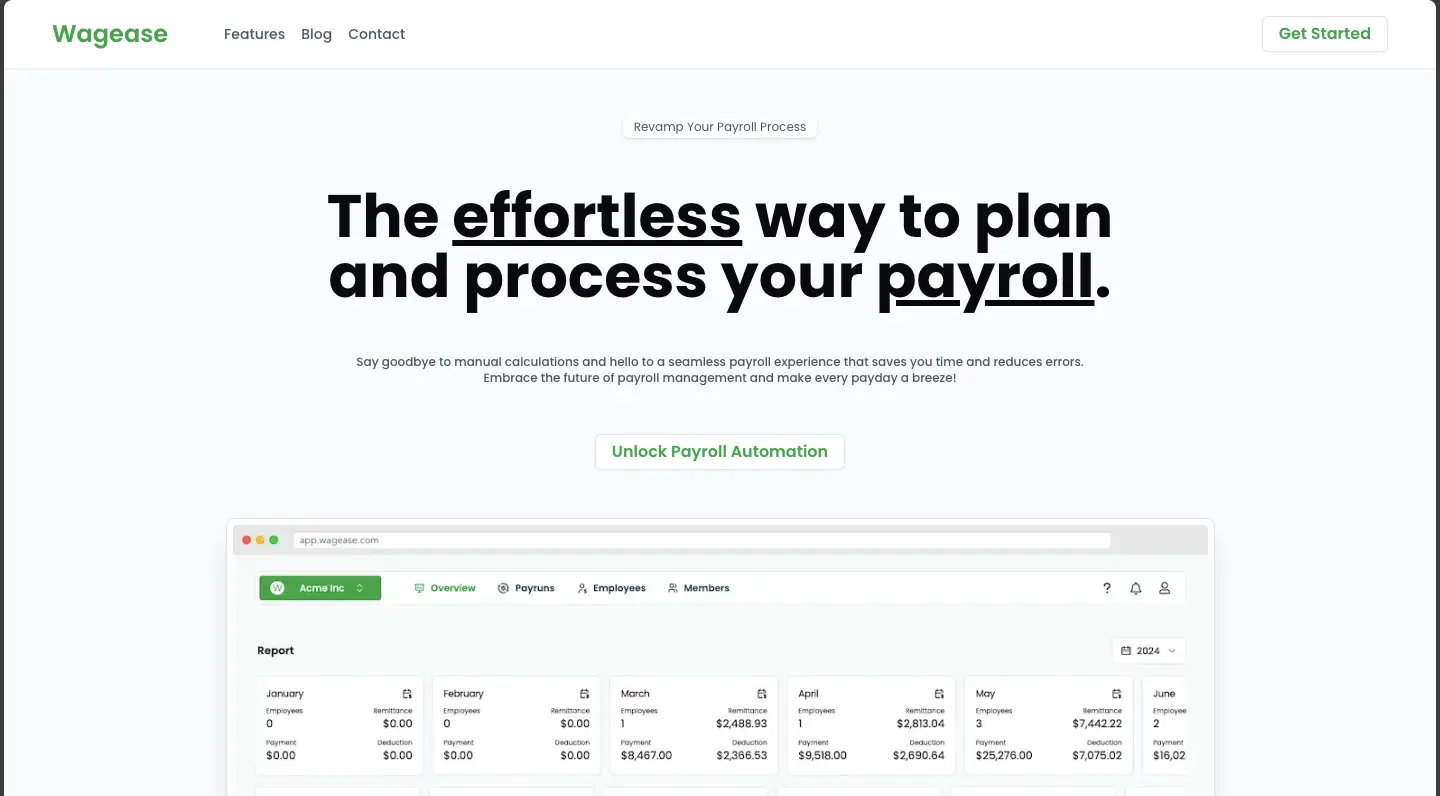 Wagease
Features Blog Contact
Get Started
Revamp Your Payroll Process
The effortless way to plan
and process your payroll.
Say goodbye to manual calculations and hello to a seamless payroll experience that saves you time and reduces errors.
Embrace the future of payroll management and make every payday a breeze!
Unlock Payroll Automation
app.wagease.com
W Acme Inc Overview Payruns Employees Members ?
Report
2024
January February March April May June
Employees Remittance Employees Remittance Employees Remittance Employees Remittance Employees Remittance Employee
0 $0.00 0 $0.00 1 $2,488.93 1 $2,813.04 3 $7,442.22 2
Payment Deduction Payment Deduction Payment Deduction Payment Deduction Payment Deduction Payment
$0.00 $0.00 $0.00 $0.00 $8,467.00 $2,366.53 $9,518.00 $2,690.64 $25,276.00 $7,075.02 $16,02